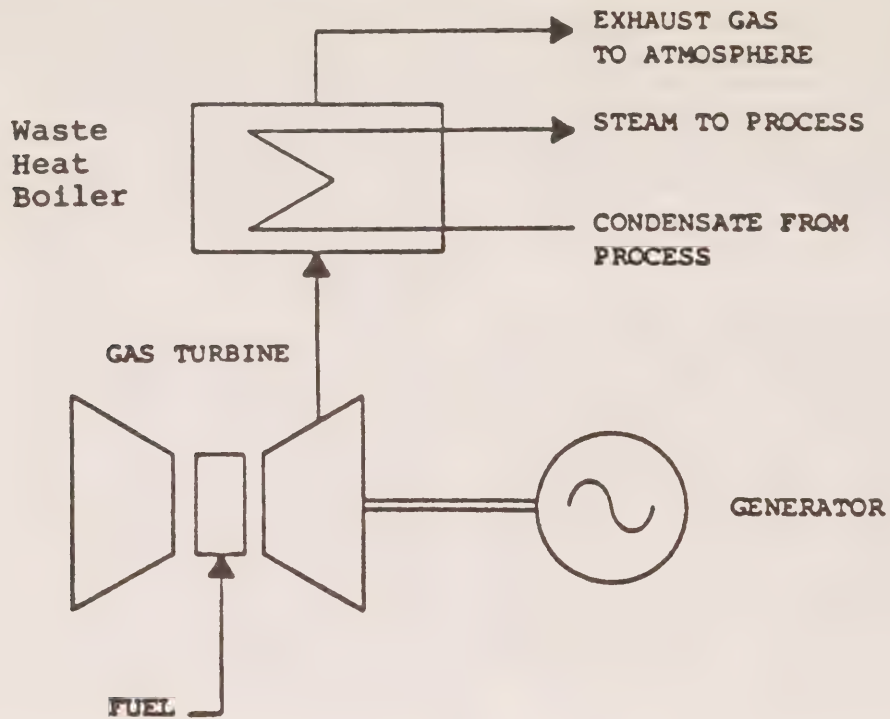 EXHAUST GAS
TO ATMOSPHERE
Waste
Heat
Boiler
STEAM TO PROCESS
CONDENSATE FROM
PROCESS
GAS TURBINE
GENERATOR
FUEL